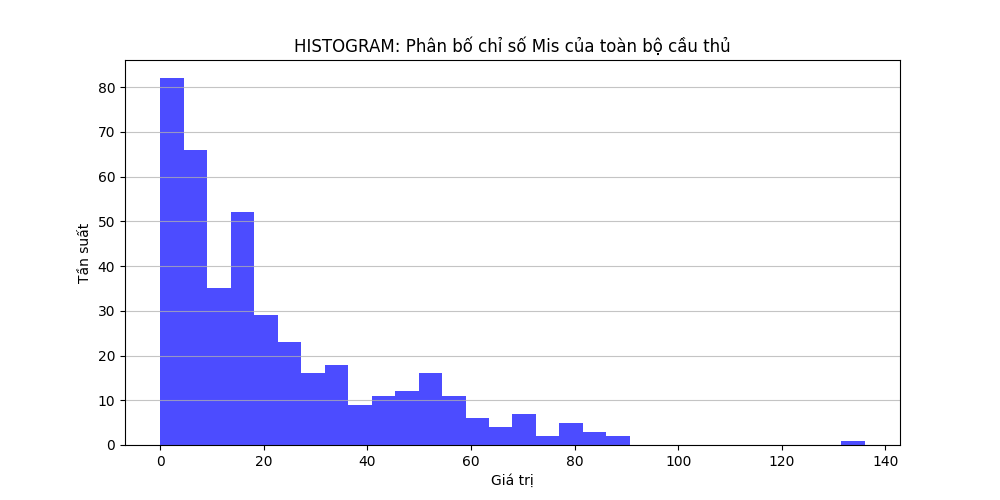 HISTOGRAM: Phân bố chỉ số Mis của toàn bộ cầu thủ
80
70
60
50
40
30
20
10
0
Tần suất
0 20 40 60 80 100 120 140
Giá trị